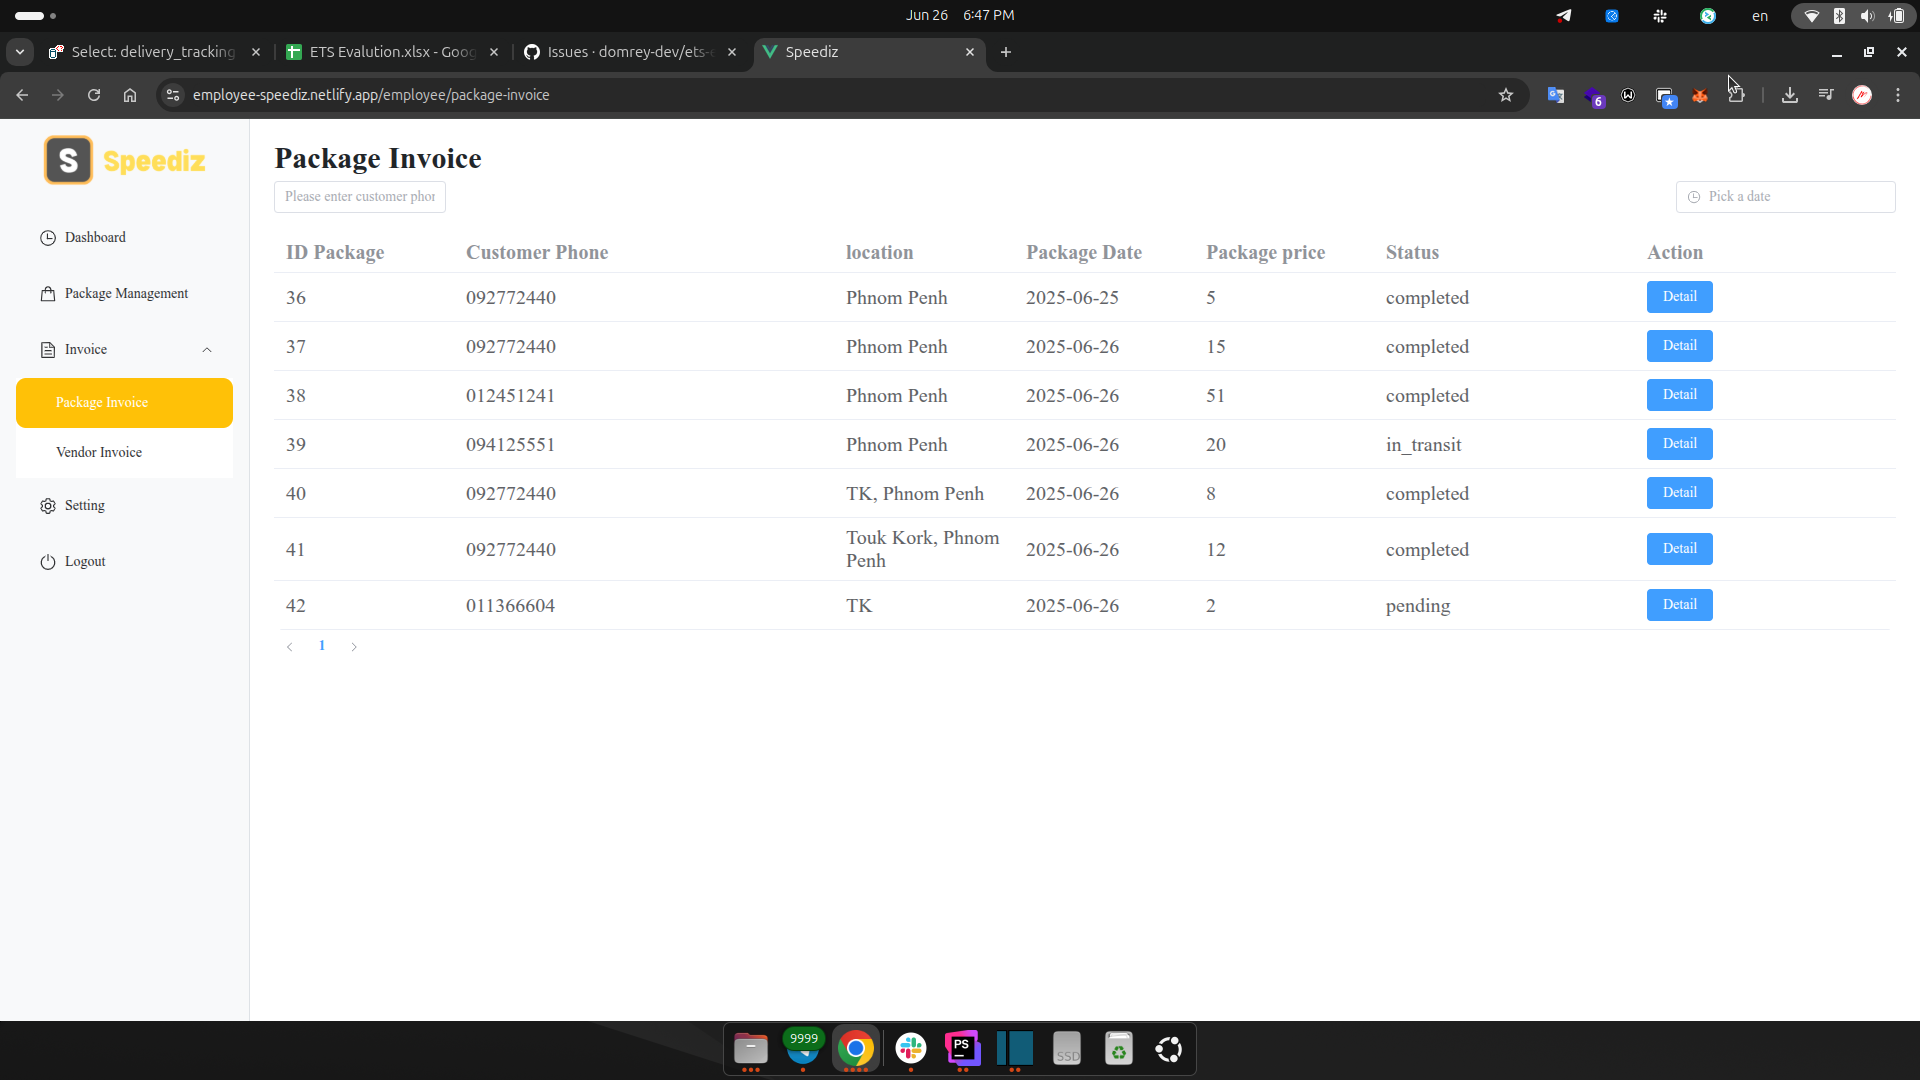 Jun 26 6:47 PM
en
Select: delivery_tracking
ETS Evalution.xlsx - Goog
Issues · domrey-dev/ets-e
Speediz
employee-speediz.netlify.app/employee/package-invoice
6
S Speediz
Dashboard
Package Management
Invoice
Package Invoice
Vendor Invoice
Setting
Logout
Package Invoice
Please enter customer phor
Pick a date
ID Package Customer Phone location Package Date Package price Status Action
36 092772440 Phnom Penh 2025-06-25 5 completed Detail
37 092772440 Phnom Penh 2025-06-26 15 completed Detail
38 012451241 Phnom Penh 2025-06-26 51 completed Detail
39 094125551 Phnom Penh 2025-06-26 20 in_transit Detail
40 092772440 TK, Phnom Penh 2025-06-26 8 completed Detail
41 092772440 Touk Kork, Phnom
Penh 2025-06-26 12 completed Detail
42 011366604 TK 2025-06-26 2 pending Detail
1
9999
PS
SSD